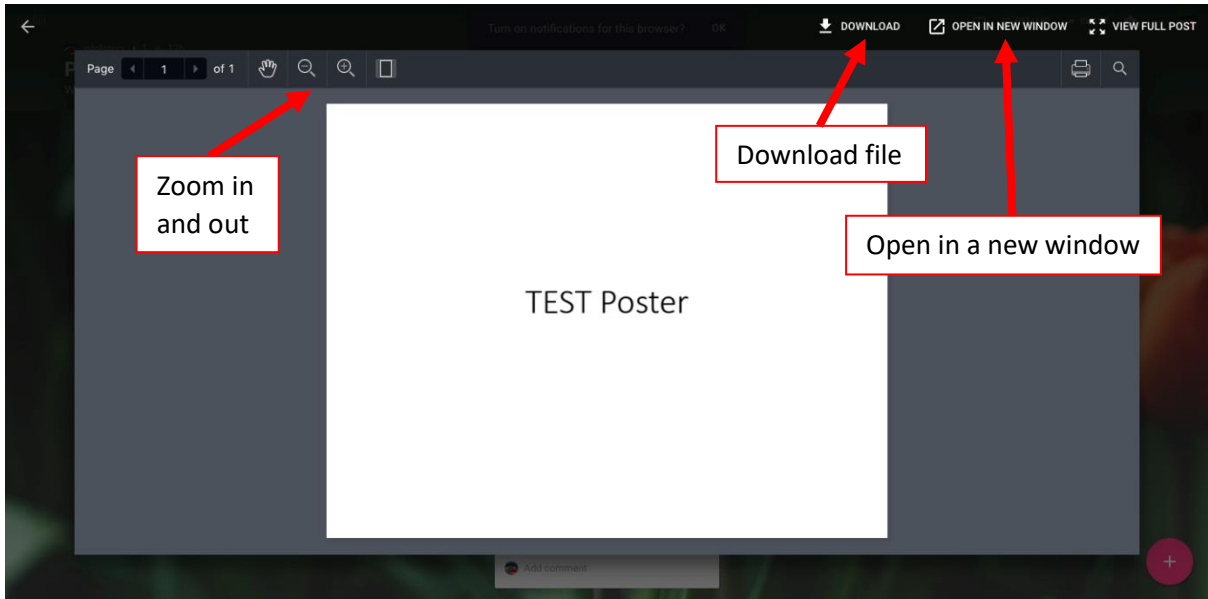 Turn on notifications for this browser? OK
DOWNLOAD
OPEN IN NEW WINDOW
VIEW FULL POST
Page 1 of 1
Download file
Zoom in
and out
Open in a new window
TEST Poster
Add comment